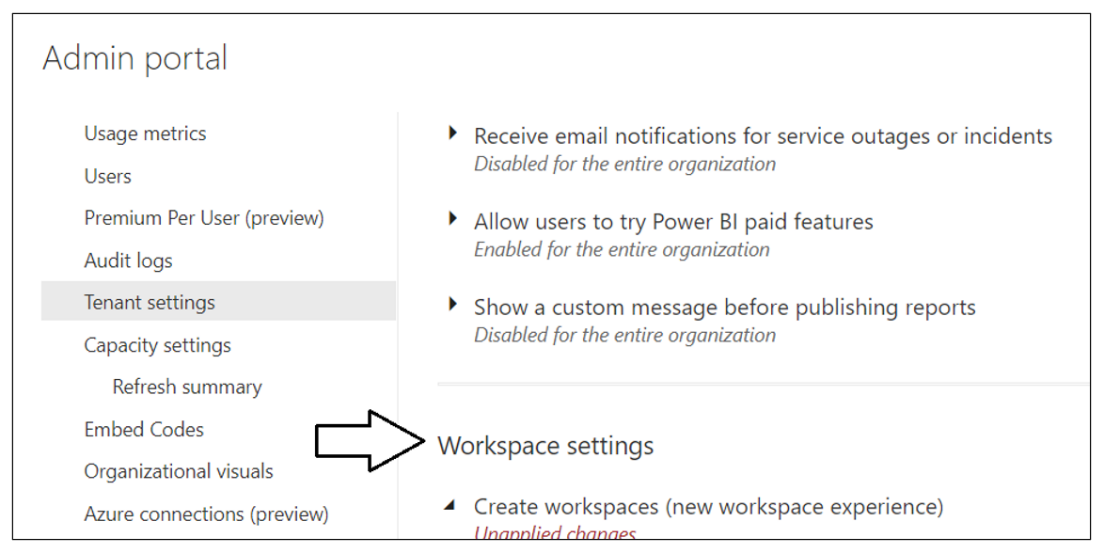 Admin portal
Usage metrics
Users
Premium Per User (preview)
Audit logs
Tenant settings
Capacity settings
Refresh summary
Embed Codes
Organizational visuals
Azure connections (preview)
Receive email notifications for service outages or incidents
Disabled for the entire organization
Allow users to try Power BI paid features
Enabled for the entire organization
Show a custom message before publishing reports
Disabled for the entire organization
Workspace settings
Create workspaces (new workspace experience)
Unapplied changes